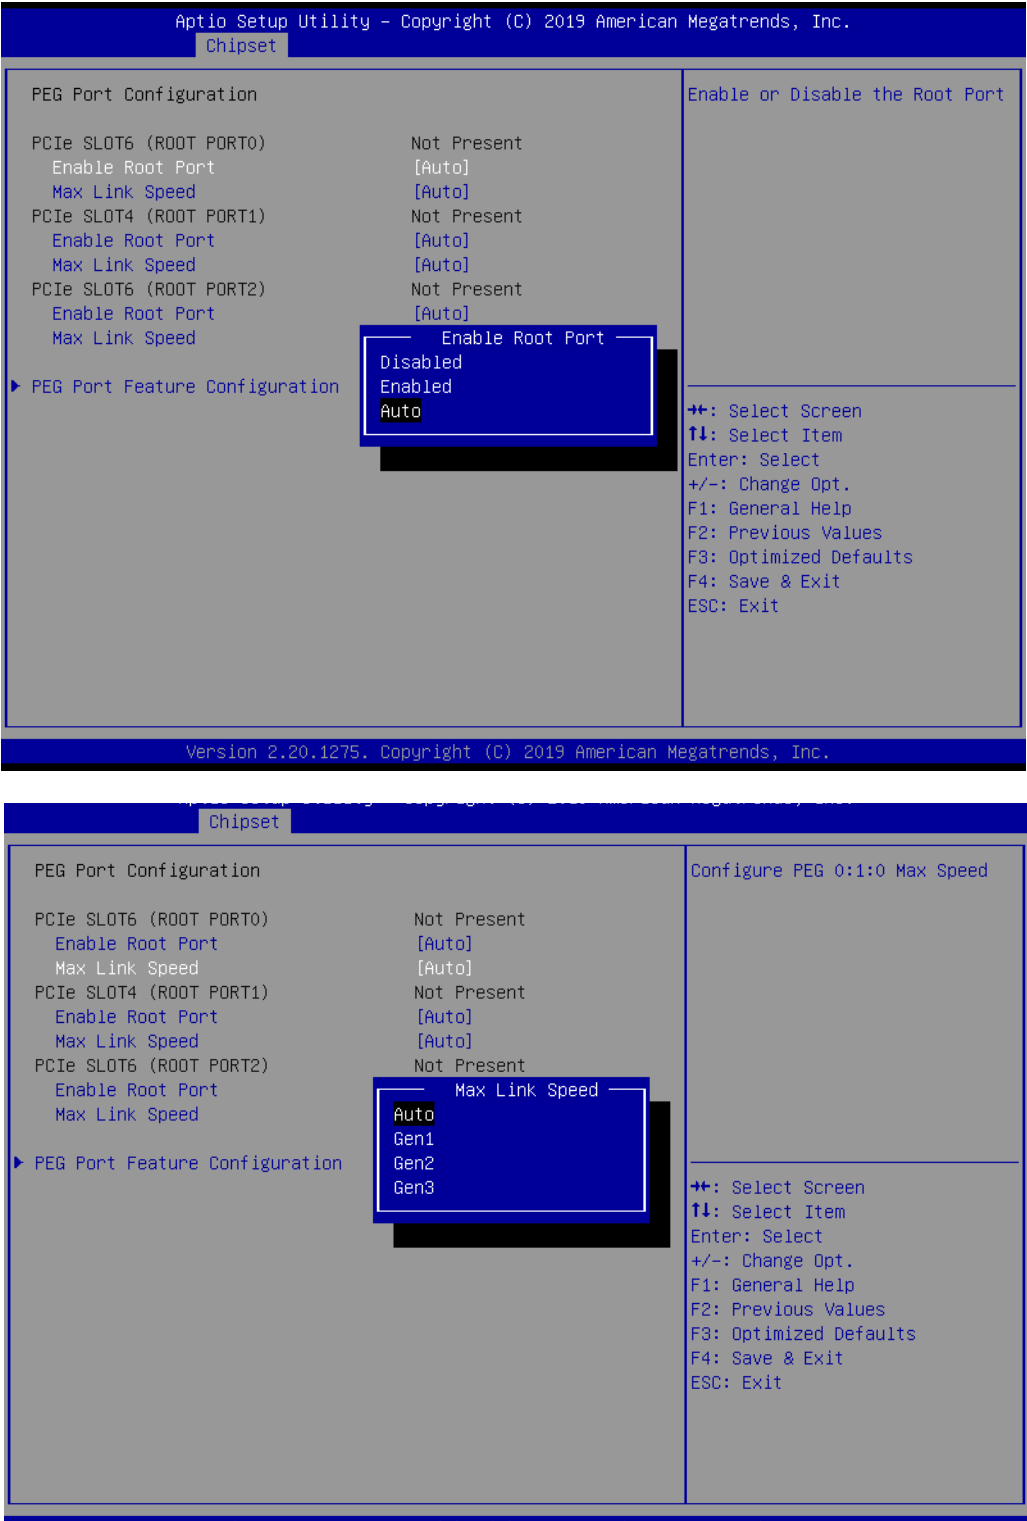 Aptio Setup Utility – Copyright (C) 2019 American Megatrends, Inc.
Chipset
PEG Port Configuration
Enable or Disable the Root Port
PCIe SLOT6 (ROOT PORT0) Not Present
Enable Root Port [Auto]
Max Link Speed [Auto]
PCIe SLOT4 (ROOT PORT1) Not Present
Enable Root Port [Auto]
Max Link Speed [Auto]
PCIe SLOT6 (ROOT PORT2) Not Present
Enable Root Port [Auto]
Max Link Speed
PEG Port Feature Configuration
Enable Root Port
Disabled
Enabled
Auto
→←: Select Screen
↑↓: Select Item
Enter: Select
+/-: Change Opt.
F1: General Help
F2: Previous Values
F3: Optimized Defaults
F4: Save & Exit
ESC: Exit
Version 2.20.1275. Copyright (C) 2019 American Megatrends, Inc.
Chipset
PEG Port Configuration
Configure PEG 0:1:0 Max Speed
PCIe SLOT6 (ROOT PORT0) Not Present
Enable Root Port [Auto]
Max Link Speed [Auto]
PCIe SLOT4 (ROOT PORT1) Not Present
Enable Root Port [Auto]
Max Link Speed [Auto]
PCIe SLOT6 (ROOT PORT2) Not Present
Enable Root Port
Max Link Speed
PEG Port Feature Configuration
Max Link Speed
Auto
Gen1
Gen2
Gen3
→←: Select Screen
↑↓: Select Item
Enter: Select
+/-: Change Opt.
F1: General Help
F2: Previous Values
F3: Optimized Defaults
F4: Save & Exit
ESC: Exit